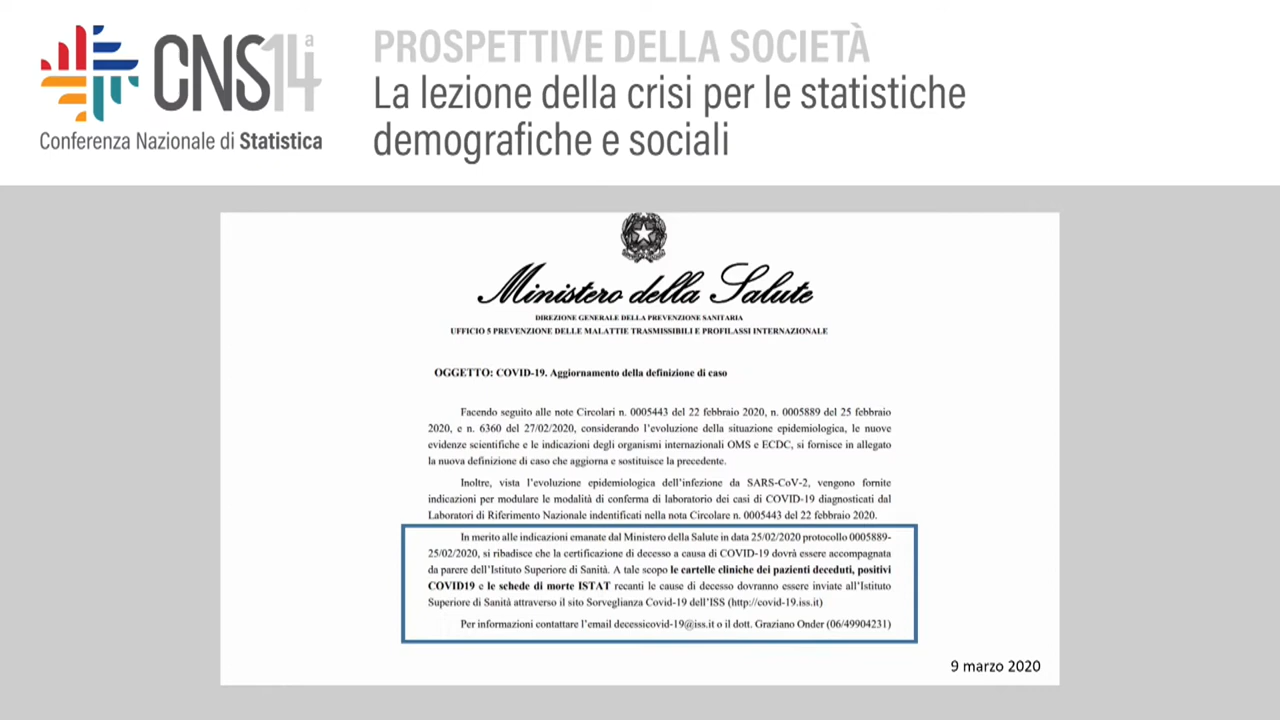 CNS14ª
Conferenza Nazionale di Statistica
PROSPETTIVE DELLA SOCIETÀ
La lezione della crisi per le statistiche
demografiche e sociali
Ministero della Salute
DIREZIONE GENERALE DELLA PREVENZIONE SANITARIA
UFFICIO 5 PREVENZIONE DELLE MALATTIE TRASMISSIBILI E PROFILASSI INTERNAZIONALE
OGGETTO: COVID-19. Aggiornamento della definizione di caso
Facendo seguito alle note Circolari n. 0005443 del 22 febbraio 2020, n. 0005889 del 25 febbraio
2020, e n. 6360 del 27/02/2020, considerando l'evoluzione della situazione epidemiologica, le nuove
evidenze scientifiche e le indicazioni degli organismi internazionali OMS e ECDC, si fornisce in allegato
la nuova definizione di caso che aggiorna e sostituisce la precedente.
Inoltre, vista l'evoluzione epidemiologica dell'infezione da SARS-CoV-2, vengono fornite
indicazioni per modulare le modalità di conferma di laboratorio dei casi di COVID-19 diagnosticati dal
Laboratori di Riferimento Nazionale indentificati nella nota Circolare n. 0005443 del 22 febbraio 2020.
In merito alle indicazioni emanate dal Ministero della Salute in data 25/02/2020 protocollo 0005889-
25/02/2020, si ribadisce che la certificazione di decesso a causa di COVID-19 dovrà essere accompagnata
da parere dell'Istituto Superiore di Sanità. A tale scopo le cartelle cliniche dei pazienti deceduti, positivi
COVID19 e le schede di morte ISTAT recanti le cause di decesso dovranno essere inviate all'Istituto
Superiore di Sanità attraverso il sito Sorveglianza Covid-19 dell'ISS (http://covid-19.iss.it)
Per informazioni contattare l'email decessicovid-19@iss.it o il dott. Graziano Onder (06/49904231)
9 marzo 2020